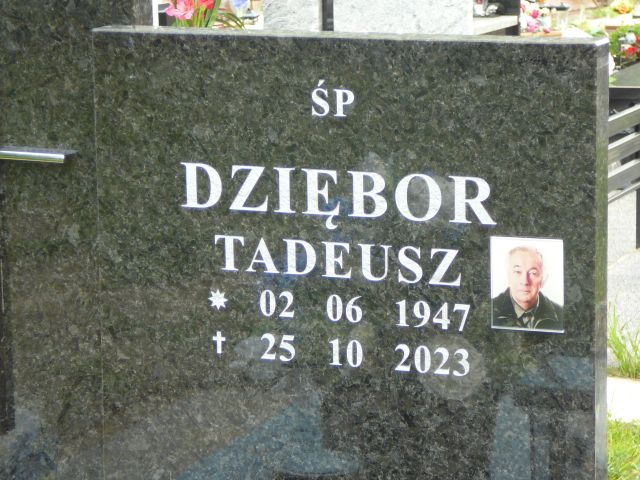 ŚP
DZIĘBOR
TADEUSZ
* 02 06 1947
✝ 25 10 2023